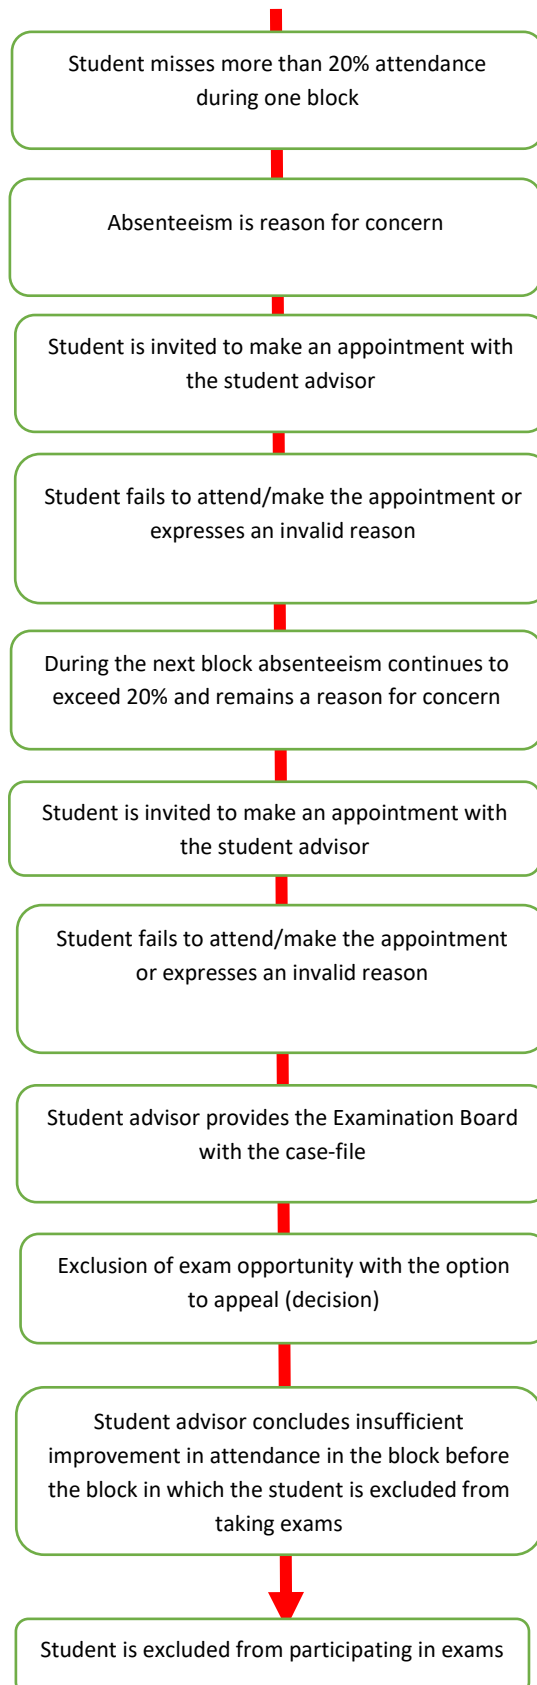 Student misses more than 20% attendance
during one block
Absenteeism is reason for concern
Student is invited to make an appointment with
the student advisor
Student fails to attend/make the appointment or
expresses an invalid reason
During the next block absenteeism continues to
exceed 20% and remains a reason for concern
Student is invited to make an appointment with
the student advisor
Student fails to attend/make the appointment
or expresses an invalid reason
Student advisor provides the Examination Board
with the case-file
Exclusion of exam opportunity with the option
to appeal (decision)
Student advisor concludes insufficient
improvement in attendance in the block before
the block in which the student is excluded from
taking exams
Student is excluded from participating in exams